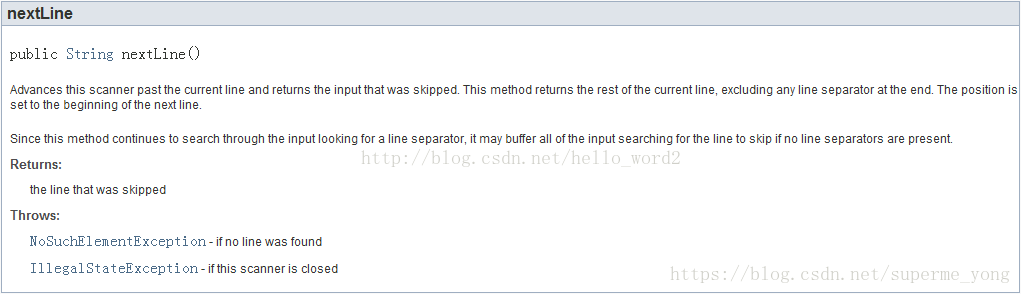 nextLine
public String nextLine()
Advances this scanner past the current line and returns the input that was skipped. This method returns the rest of the current line, excluding any line separator at the end. The position is
set to the beginning of the next line.
Since this method continues to search through the input looking for a line separator, it may buffer all of the input searching for the line to skip if no line separators are present.
http://blog.csdn.net/hello_word2
Returns:
the line that was skipped
Throws:
NoSuchElementException - if no line was found
IllegalStateException - if this scanner is closed
https://blog.csdn.net/superme_yong